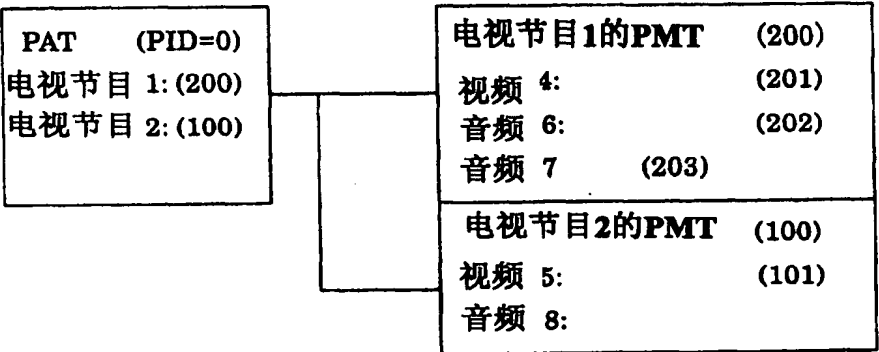 PAT (PID=0)
电视节目 1: (200)
电视节目 2: (100)
电视节目1的PMT (200)
视频 4: (201)
音频 6: (202)
音频 7 (203)
电视节目2的PMT (100)
视频 5: (101)
音频 8: